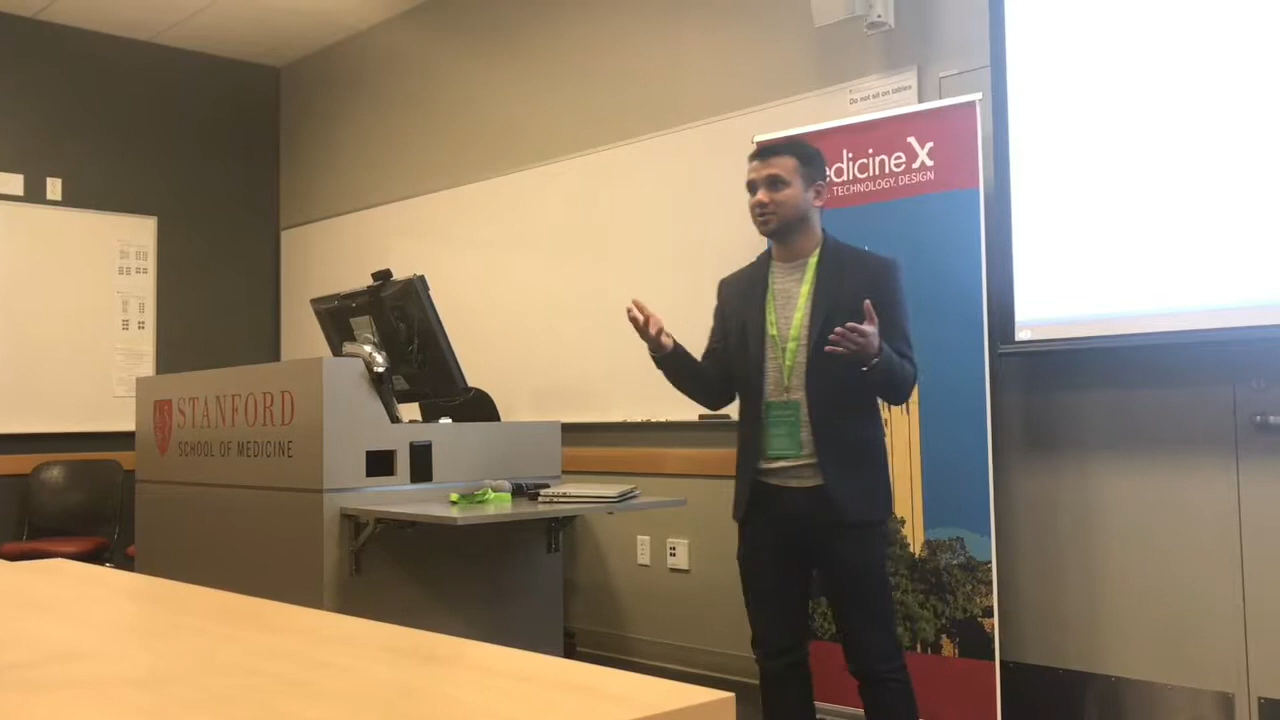 Do not sit on tables
edicine X
. TECHNOLOGY. DESIGN
STANFORD
SCHOOL OF MEDICINE